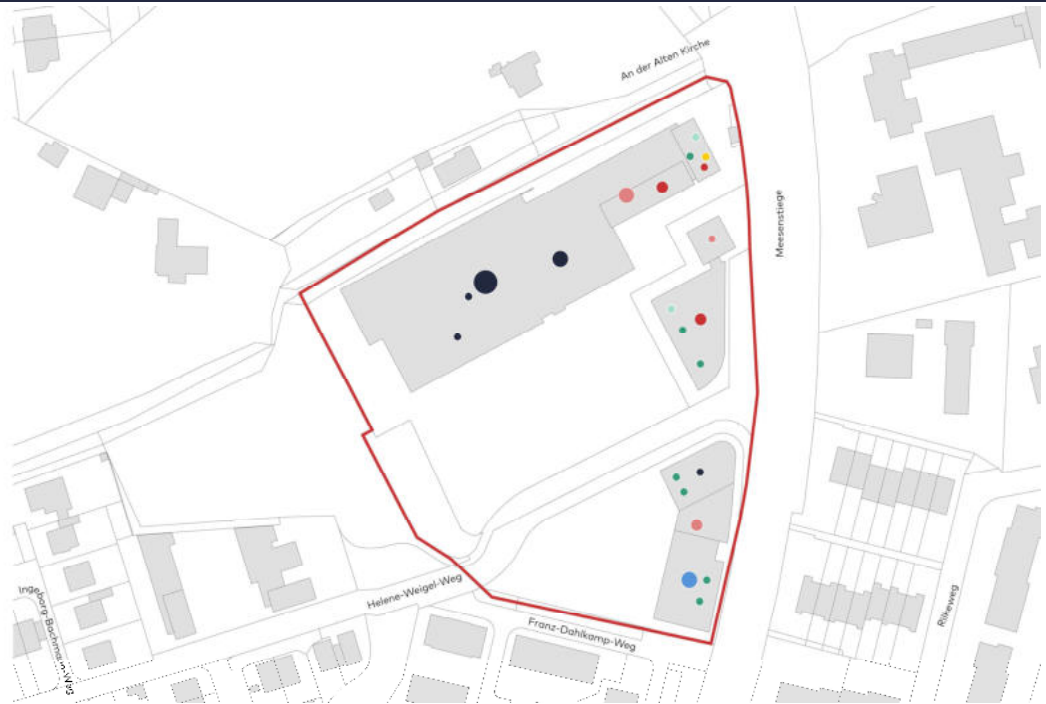 An der Alten Kirche
Meesenstiege
Helene-Weigel-Weg
Franz-Dahlkamp-Weg
Rilkeweg
Ingeborg-Bachmann-Weg